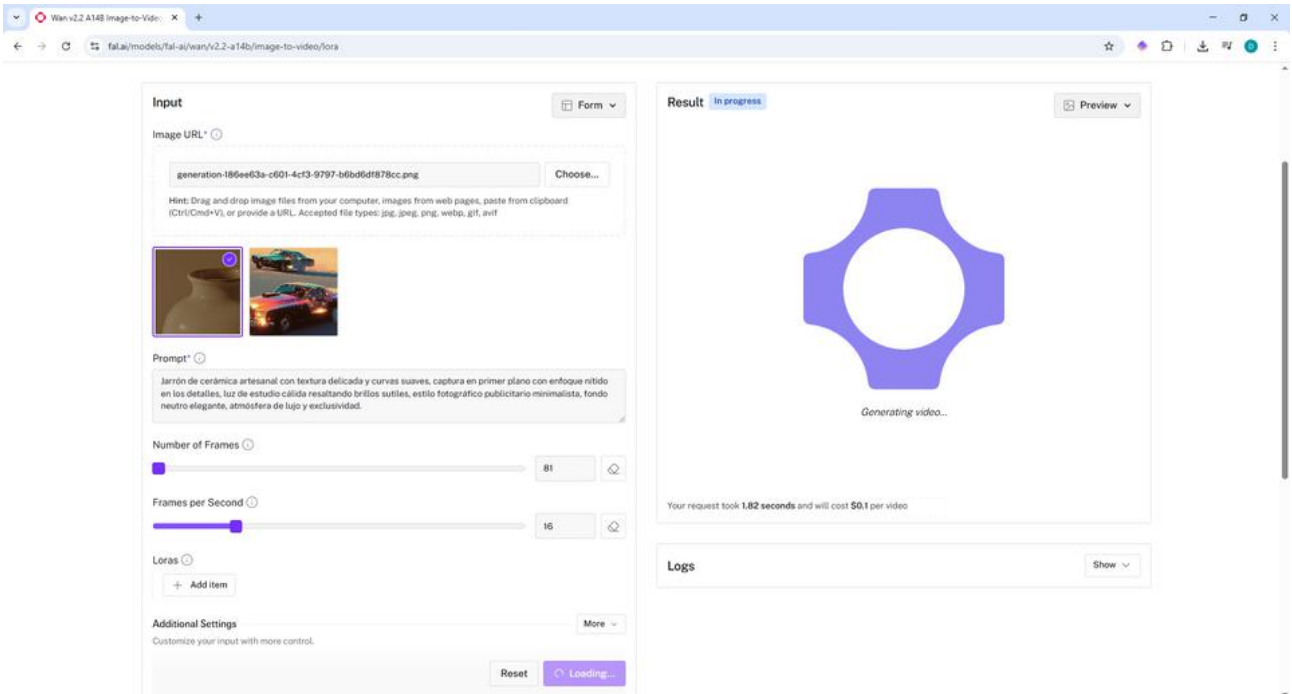 Wan v2.2 A14B Image-to-Video
fal.ai/models/fal-ai/wan/v2.2-a14b/image-to-video/lora
Input
Form
Image URL*
generation-186ee63a-c601-4cf3-9797-b6bd6df878cc.png
Choose...
Hint: Drag and drop image files from your computer, images from web pages, paste from clipboard
(Ctrl/Cmd+V), or provide a URL. Accepted file types: jpg, jpeg, png, webp, gif, avif
Prompt*
Jarrón de cerámica artesanal con textura delicada y curvas suaves, captura en primer plano con enfoque nítido
en los detalles, luz de estudio cálida resaltando brillos sutiles, estilo fotográfico publicitario minimalista, fondo
neutro elegante, atmósfera de lujo y exclusividad.
Number of Frames
81
Frames per Second
16
Loras
+ Add item
Additional Settings
More
Customize your input with more control.
Reset
Loading...
Result
In progress
Preview
Generating video...
Your request took 1.82 seconds and will cost $0.1 per video
Logs
Show